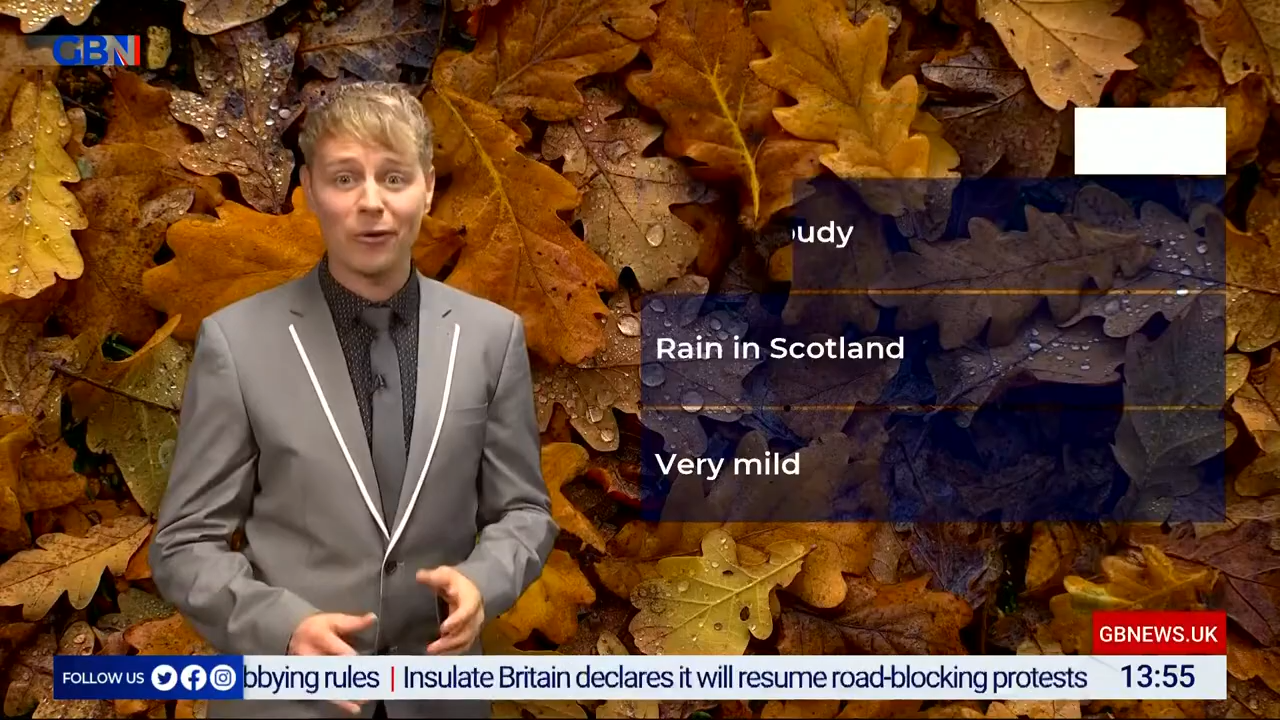 GBN
oudy
Rain in Scotland
Very mild
GBNEWS.UK
FOLLOW US
bbying rules | Insulate Britain declares it will resume road-blocking protests
13:55